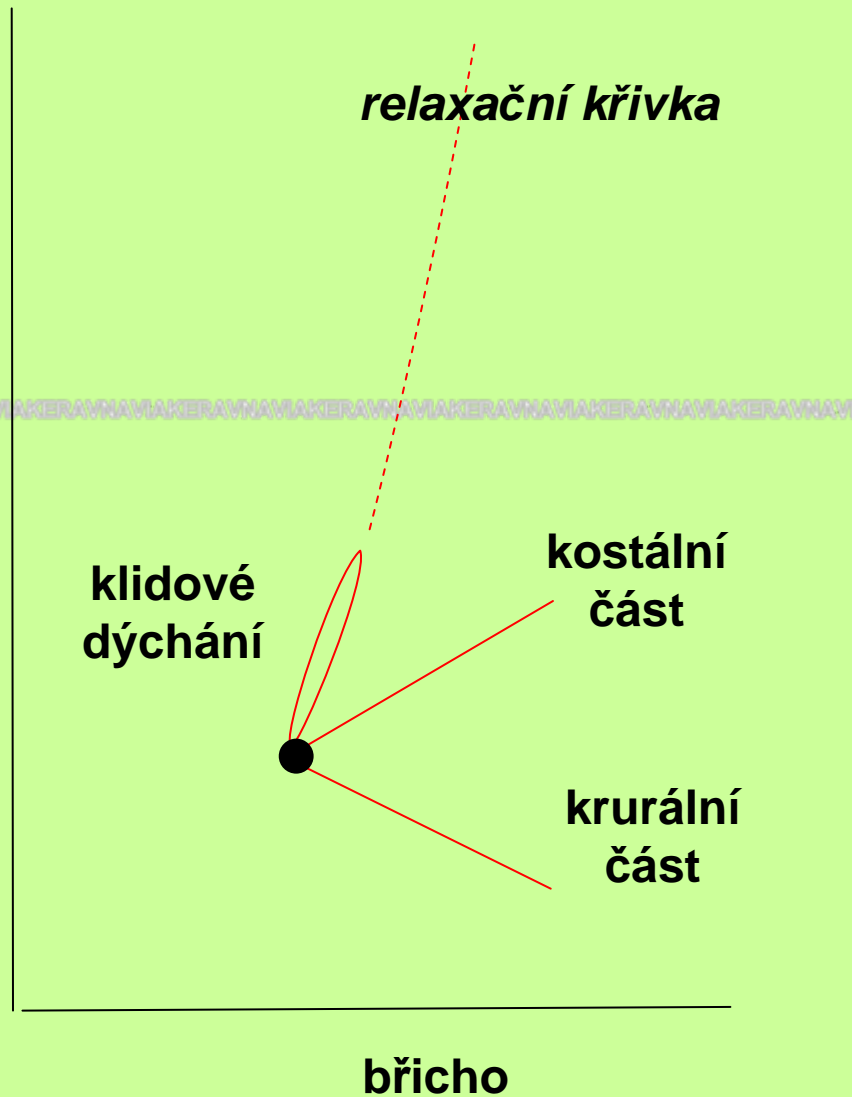 relaxační křivka
klidové
dýchání
kostální
část
krurální
část
břicho